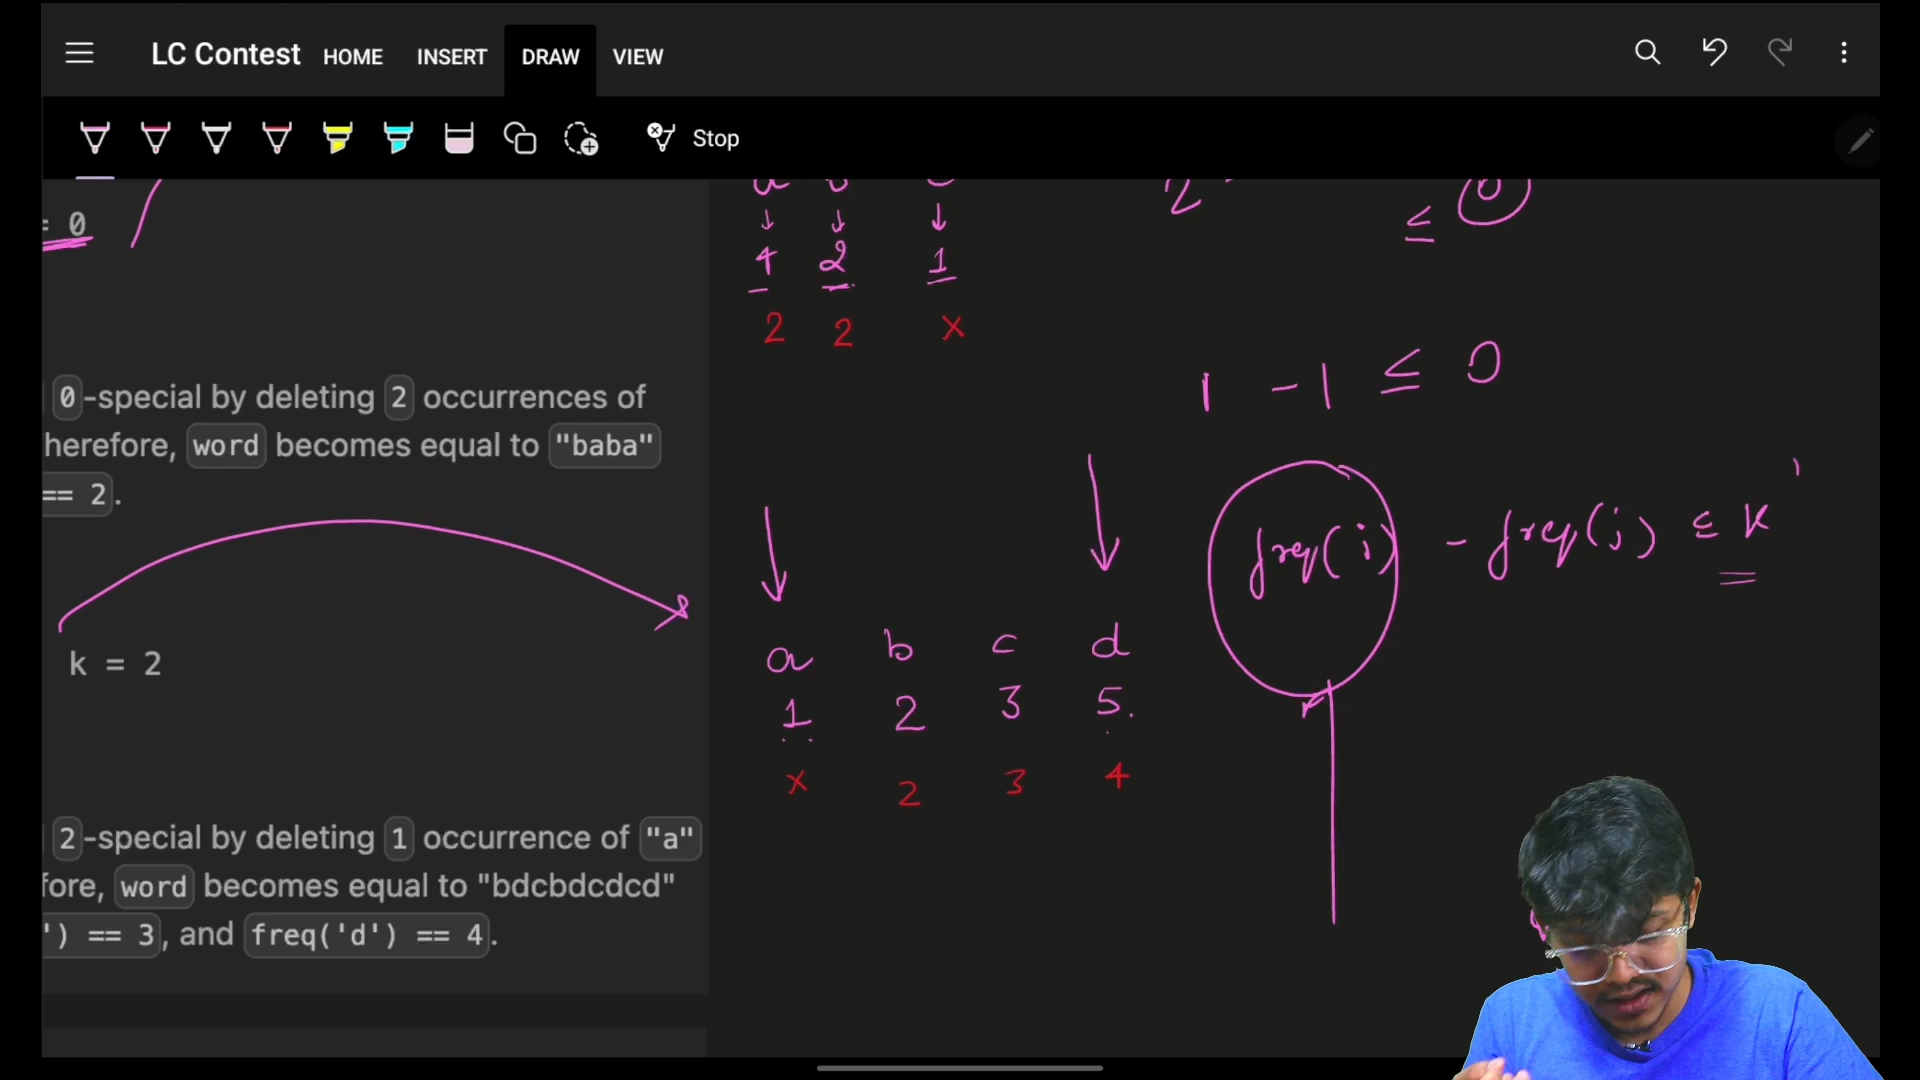 LC Contest HOME INSERT DRAW VIEW
Stop
= 0
0-special by deleting 2 occurrences of
herefore, word becomes equal to "baba"
== 2.
k = 2
2-special by deleting 1 occurrence of "a"
fore, word becomes equal to "bdcbdcdcd"
') == 3, and freq('d') == 4.
4 2 1
2 2 x
2
≤ 0
1 - 1 ≤ 0
freq(i) - freq(j) ≤ k
a b c d
1 2 3 5.
x 2 3 4